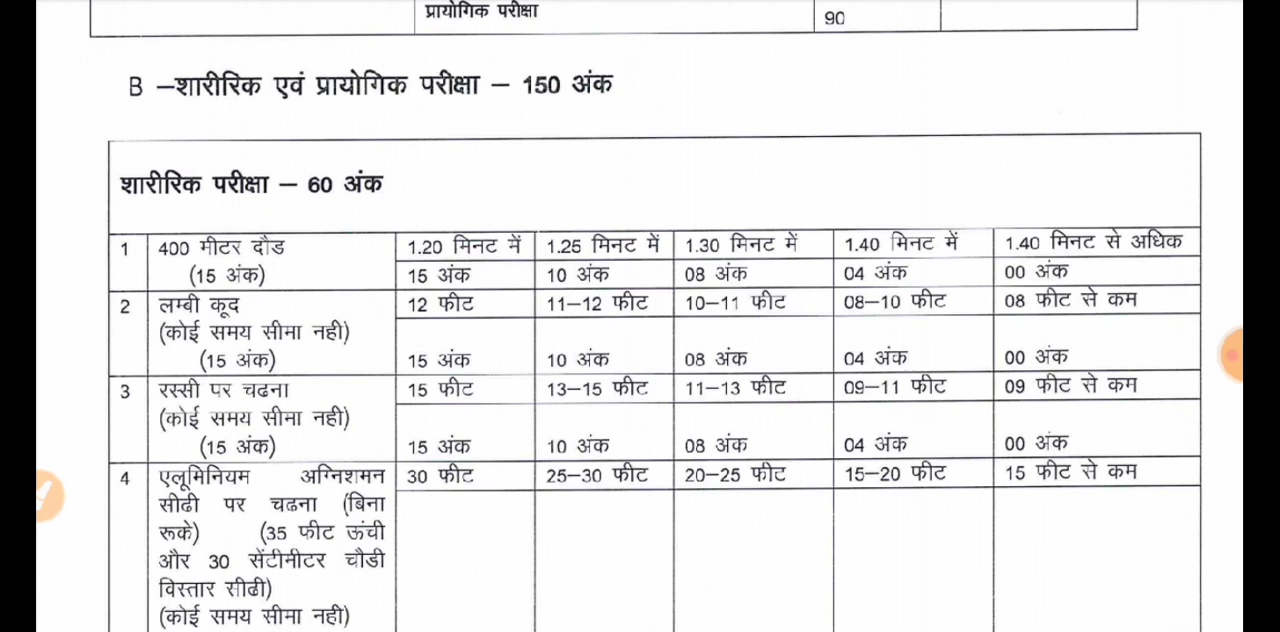 प्रायोगिक परीक्षा
90
B –शारीरिक एवं प्रायोगिक परीक्षा – 150 अंक
शारीरिक परीक्षा – 60 अंक
1 400 मीटर दौड 1.20 मिनट में 1.25 मिनट में 1.30 मिनट में 1.40 मिनट में 1.40 मिनट से अधिक
(15 अंक) 15 अंक 10 अंक 08 अंक 04 अंक 00 अंक
2 लम्बी कूद 12 फीट 11–12 फीट 10–11 फीट 08–10 फीट 08 फीट से कम
(कोई समय सीमा नही)
(15 अंक) 15 अंक 10 अंक 08 अंक 04 अंक 00 अंक
3 रस्सी पर चढना 15 फीट 13–15 फीट 11–13 फीट 09–11 फीट 09 फीट से कम
(कोई समय सीमा नही)
(15 अंक) 15 अंक 10 अंक 08 अंक 04 अंक 00 अंक
4 एलूमिनियम अग्निशमन 30 फीट 25–30 फीट 20–25 फीट 15–20 फीट 15 फीट से कम
सीढी पर चढना (बिना
रूके) (35 फीट ऊंची
और 30 सेंटीमीटर चौडी
विस्तार सीढी)
(कोई समय सीमा नही)